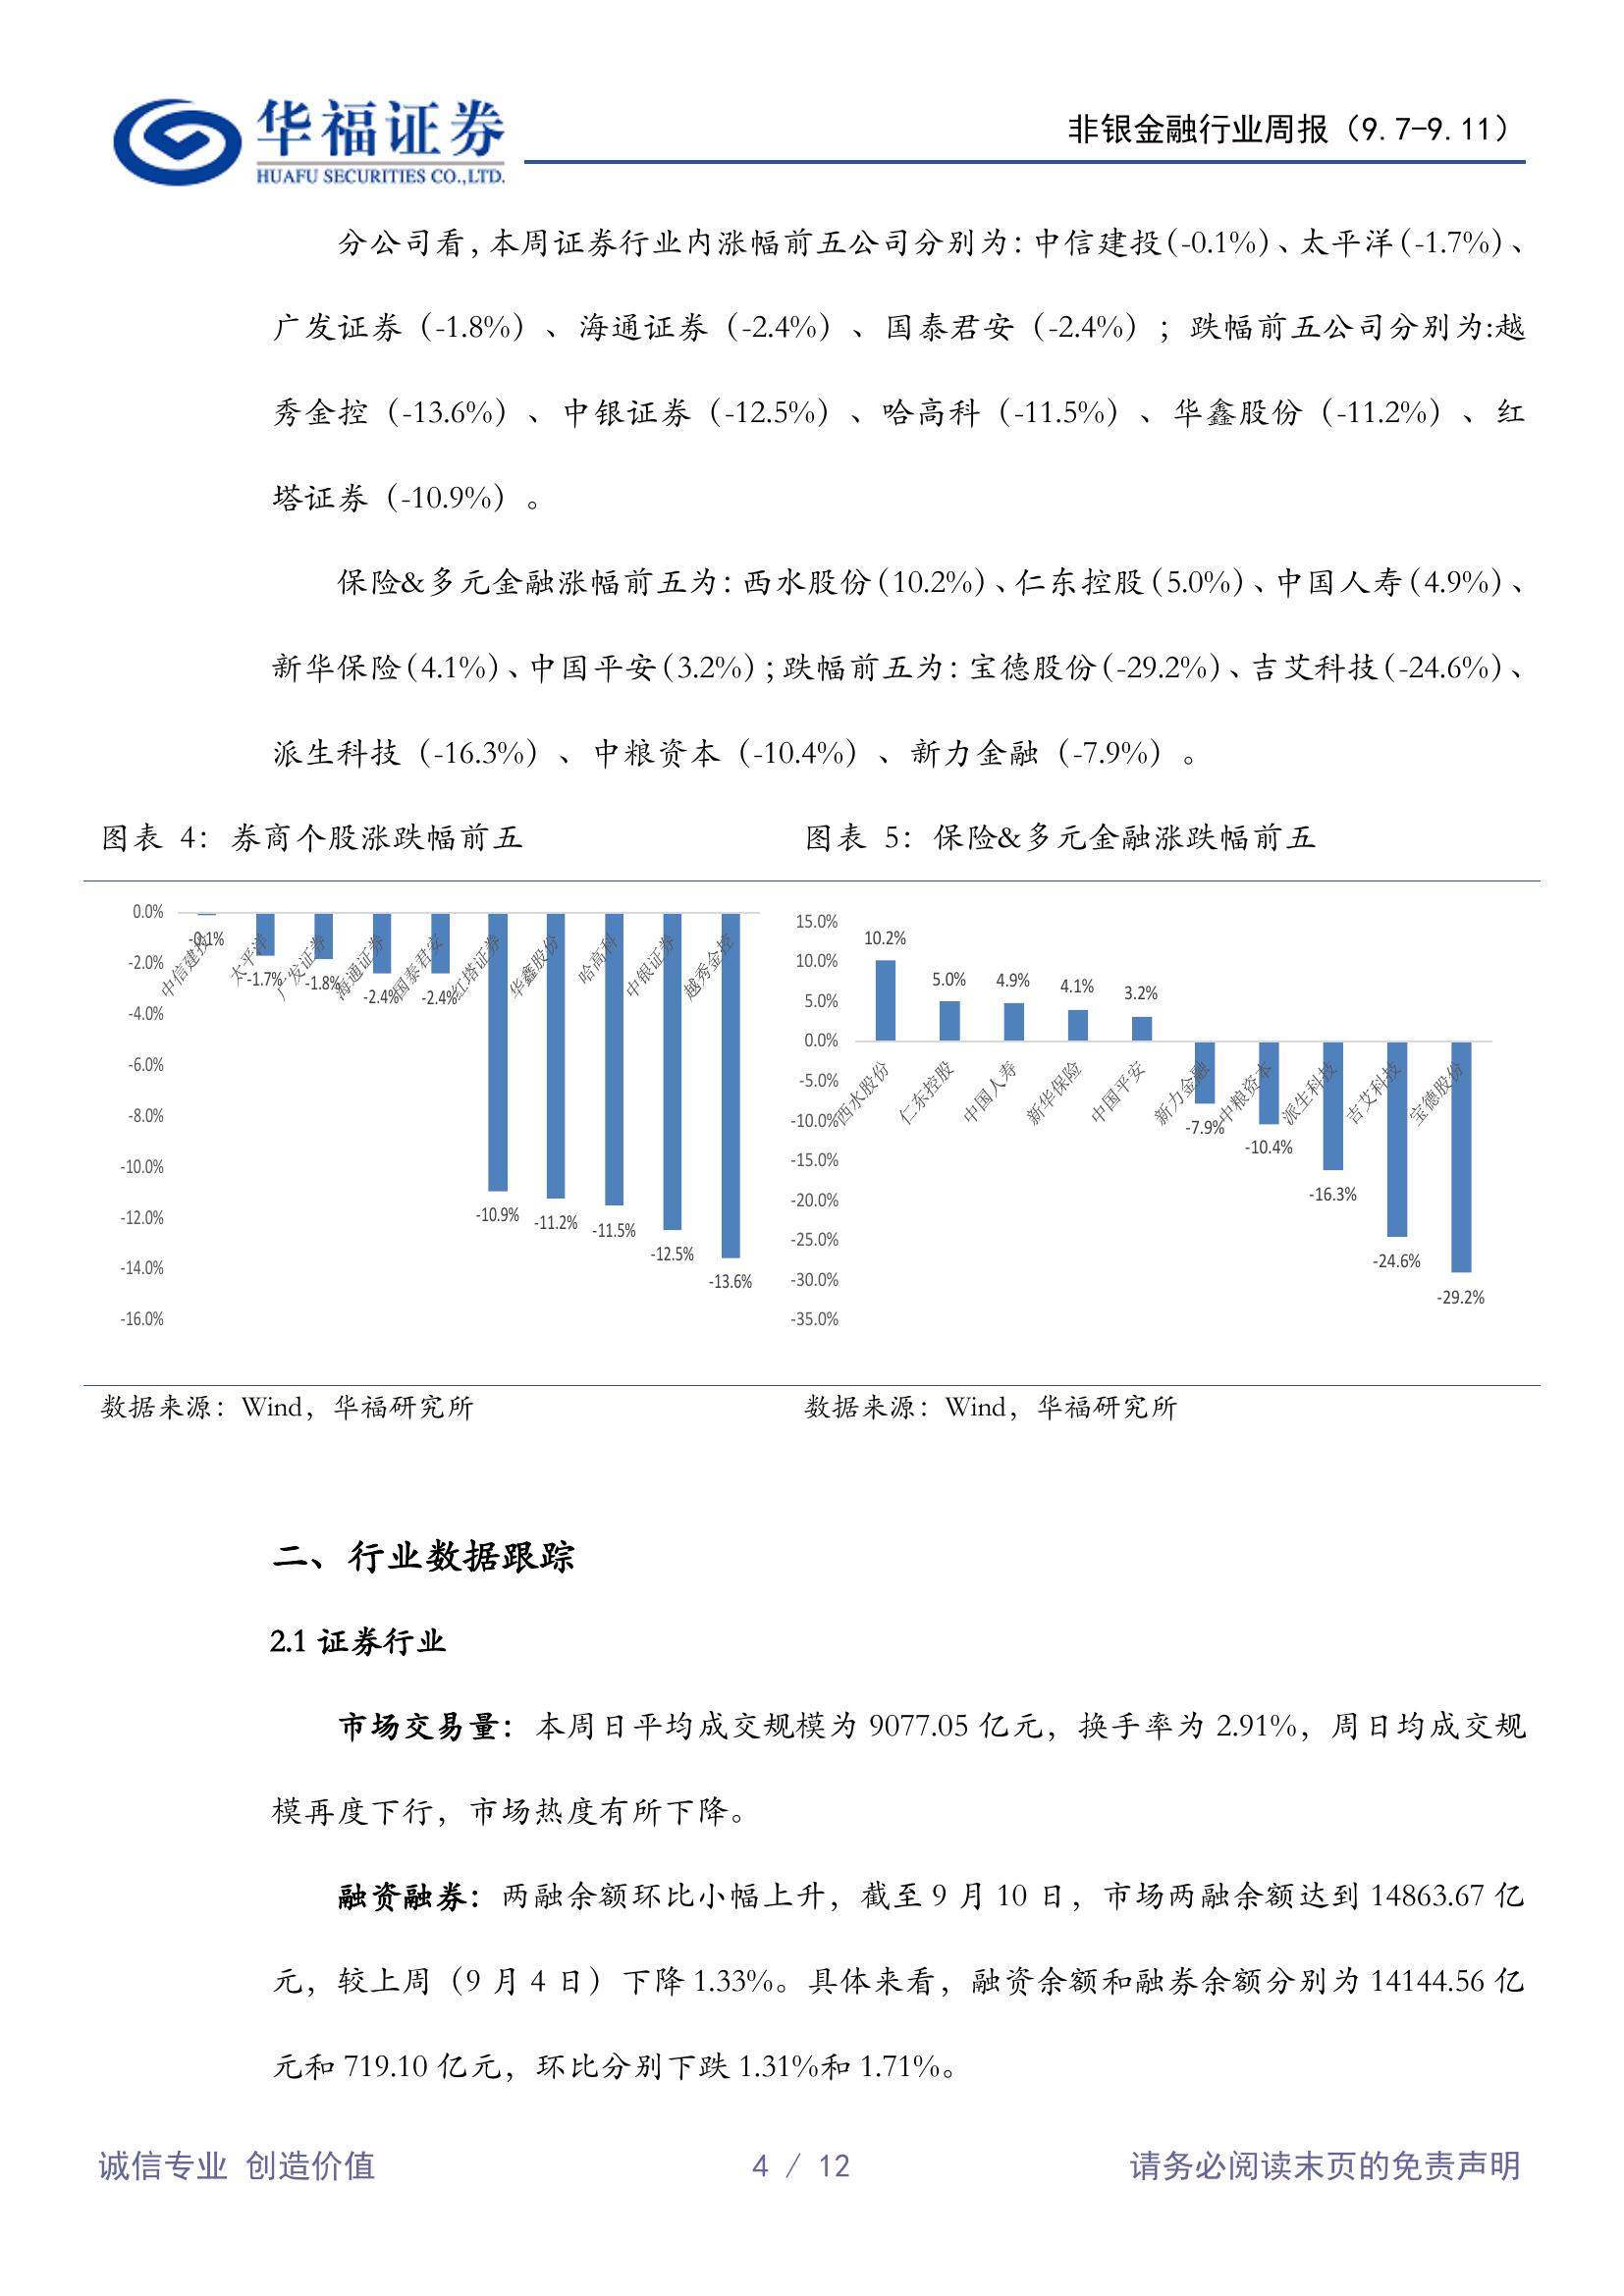 华福证券
HUAFU SECURITIES CO.,LTD.
非银金融行业周报（9.7-9.11）
分公司看，本周证券行业内涨幅前五公司分别为：中信建投（-0.1%）、太平洋（-1.7%）、
广发证券（-1.8%）、海通证券（-2.4%）、国泰君安（-2.4%）；跌幅前五公司分别为:越
秀金控（-13.6%）、中银证券（-12.5%）、哈高科（-11.5%）、华鑫股份（-11.2%）、红
塔证券（-10.9%）。
保险&多元金融涨幅前五为：西水股份（10.2%）、仁东控股（5.0%）、中国人寿（4.9%）、
新华保险（4.1%）、中国平安（3.2%）；跌幅前五为：宝德股份（-29.2%）、吉艾科技（-24.6%）、
派生科技（-16.3%）、中粮资本（-10.4%）、新力金融（-7.9%）。
图表 4：券商个股涨跌幅前五
0.0%
-2.0%
-4.0%
-6.0%
-8.0%
-10.0%
-12.0%
-14.0%
-16.0%
中信建投
太平洋
广发证券
海通证券
国泰君安
红塔证券
华鑫股份
哈高科
中银证券
越秀金控
-0.1%
-1.7%
-1.8%
-2.4%
-2.4%
-10.9%
-11.2%
-11.5%
-12.5%
-13.6%
图表 5：保险&多元金融涨跌幅前五
15.0%
10.0%
5.0%
0.0%
-5.0%
-10.0%
-15.0%
-20.0%
-25.0%
-30.0%
-35.0%
10.2%
5.0%
4.9%
4.1%
3.2%
-7.9%
-10.4%
-16.3%
-24.6%
-29.2%
西水股份
仁东控股
中国人寿
新华保险
中国平安
新力金融
中粮资本
派生科技
吉艾科技
宝德股份
数据来源：Wind，华福研究所
数据来源：Wind，华福研究所
二、行业数据跟踪
2.1 证券行业
市场交易量：本周日平均成交规模为 9077.05 亿元，换手率为 2.91%，周日均成交规
模再度下行，市场热度有所下降。
融资融券：两融余额环比小幅上升，截至 9 月 10 日，市场两融余额达到 14863.67 亿
元，较上周（9 月 4 日）下降 1.33%。具体来看，融资余额和融券余额分别为 14144.56 亿
元和 719.10 亿元，环比分别下跌 1.31%和 1.71%。
诚信专业 创造价值
4 / 12
请务必阅读末页的免责声明